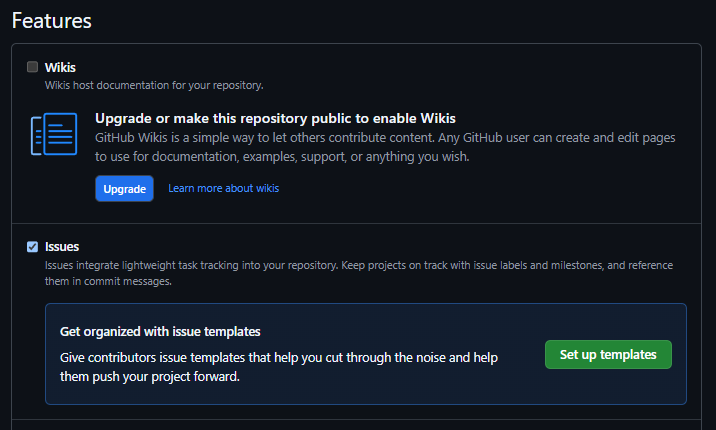 Features
Wikis
Wikis host documentation for your repository.
Upgrade or make this repository public to enable Wikis
GitHub Wikis is a simple way to let others contribute content. Any GitHub user can create and edit pages
to use for documentation, examples, support, or anything you wish.
Upgrade Learn more about wikis
Issues
Issues integrate lightweight task tracking into your repository. Keep projects on track with issue labels and milestones, and reference
them in commit messages.
Get organized with issue templates
Give contributors issue templates that help you cut through the noise and help
them push your project forward.
Set up templates